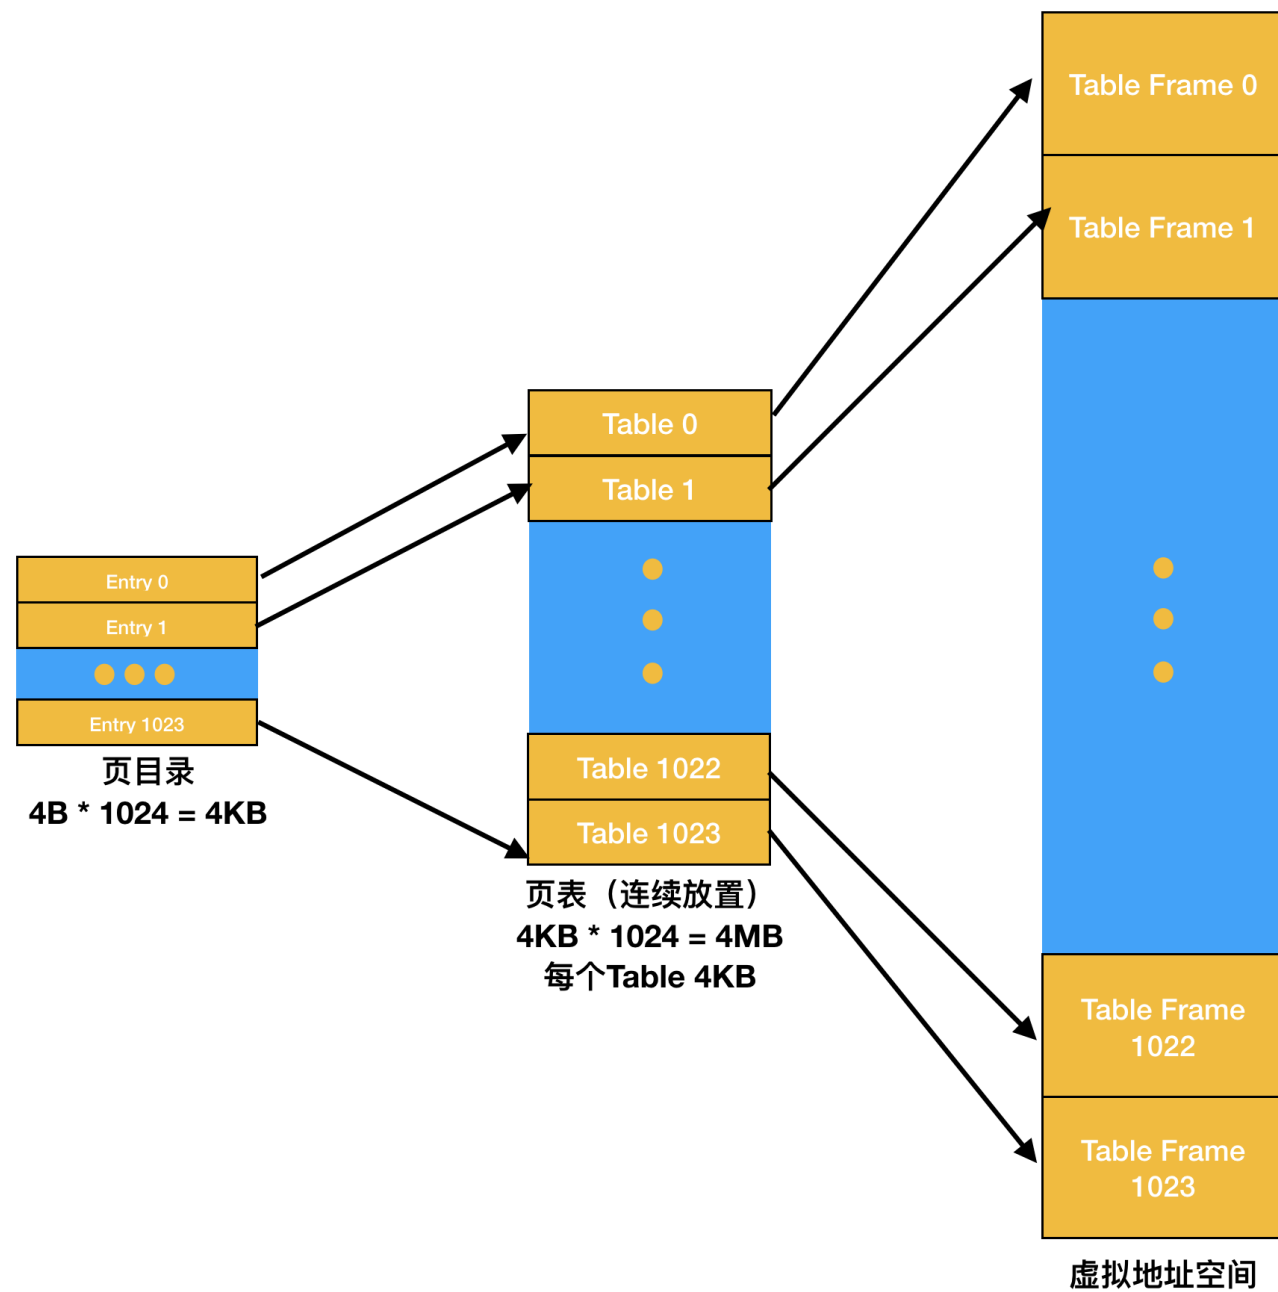 Entry 0
Entry 1
Entry 1023
页目录
4B * 1024 = 4KB
Table 0
Table 1
Table 1022
Table 1023
页表（连续放置）
4KB * 1024 = 4MB
每个Table 4KB
Table Frame 0
Table Frame 1
Table Frame
1022
Table Frame
1023
虚拟地址空间